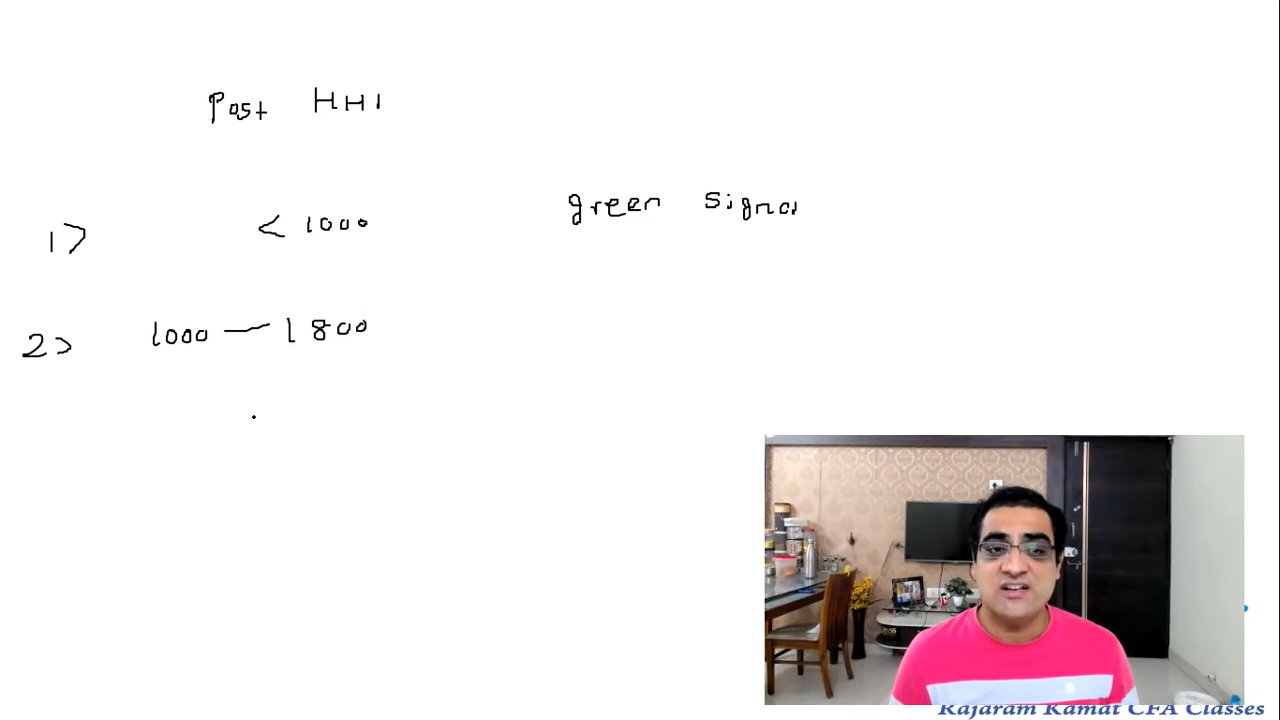 Post HHI
1> < 1000 green Signal
2> 1000 — 1800
Rajaram Kamat CFA Classes